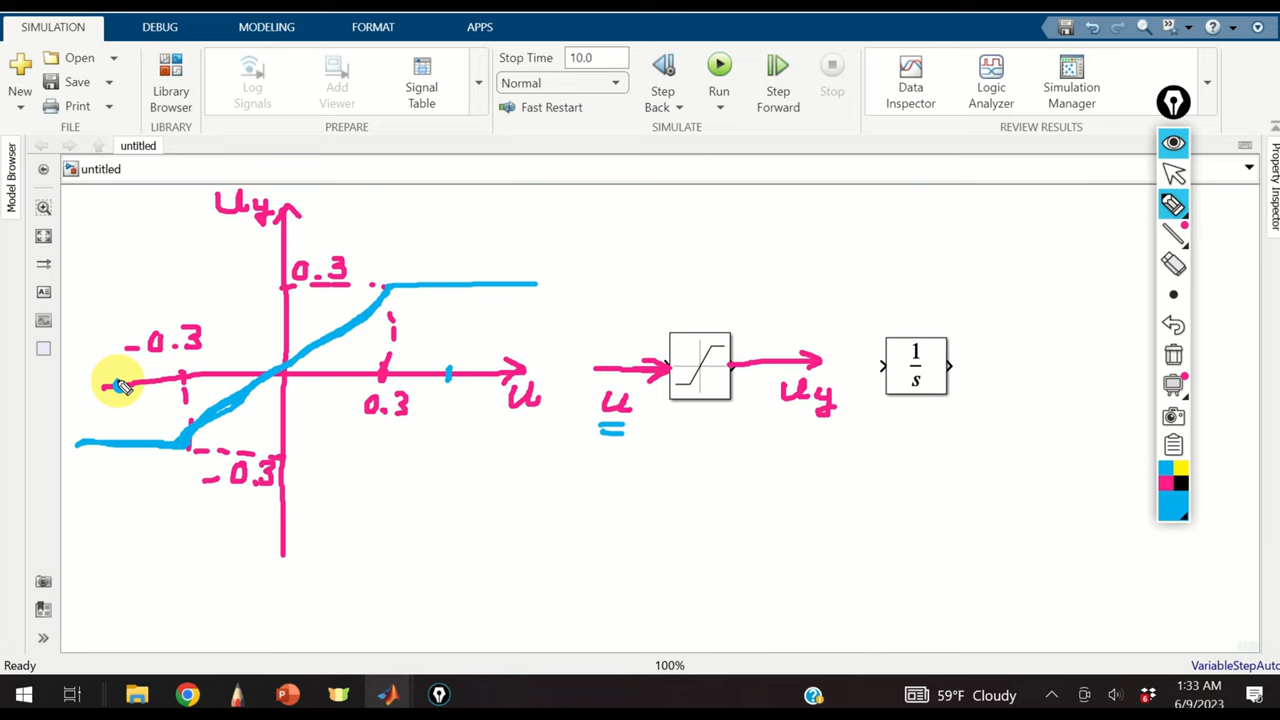 SIMULATION DEBUG MODELING FORMAT APPS
New
Open
Save
Print
FILE
Library
Browser
LIBRARY
Log
Signals
Add
Viewer
Signal
Table
PREPARE
Stop Time 10.0
Normal
Fast Restart
Step
Back
Run
Step
Forward
Stop
SIMULATE
Data
Inspector
Logic
Analyzer
Simulation
Manager
REVIEW RESULTS
Model Browser
untitled
untitled
Property Inspector
uy
0.3
-0.3
0.3
u
-0.3
u
uy
1
s
Ready
100%
VariableStepAuto
59°F Cloudy
6
1:33 AM
6/9/2023